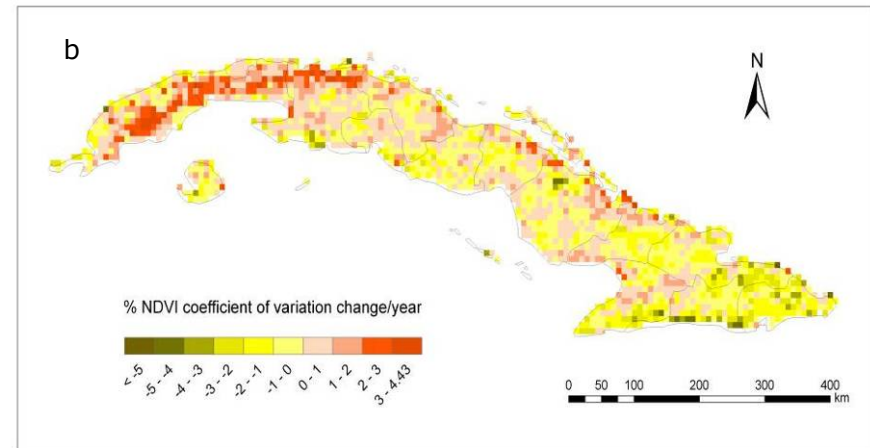 b
N
% NDVI coefficient of variation change/year
< -5
-5 - -4
-4 - -3
-3 - -2
-2 - -1
-1 - 0
0 - 1
1 - 2
2 - 3
3 - 4.43
0 50 100 200 300 400
km